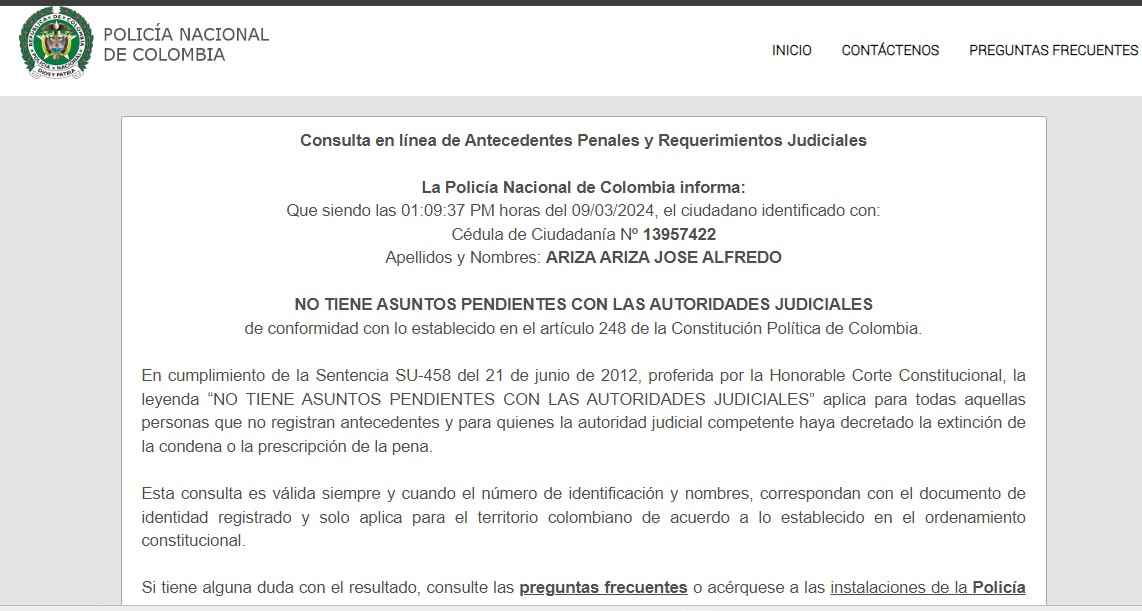 POLICÍA NACIONAL
DE COLOMBIA
INICIO CONTÁCTENOS PREGUNTAS FRECUENTES
Consulta en línea de Antecedentes Penales y Requerimientos Judiciales
La Policía Nacional de Colombia informa:
Que siendo las 01:09:37 PM horas del 09/03/2024, el ciudadano identificado con:
Cédula de Ciudadanía Nº 13957422
Apellidos y Nombres: ARIZA ARIZA JOSE ALFREDO
NO TIENE ASUNTOS PENDIENTES CON LAS AUTORIDADES JUDICIALES
de conformidad con lo establecido en el artículo 248 de la Constitución Política de Colombia.
En cumplimiento de la Sentencia SU-458 del 21 de junio de 2012, proferida por la Honorable Corte Constitucional, la
leyenda “NO TIENE ASUNTOS PENDIENTES CON LAS AUTORIDADES JUDICIALES” aplica para todas aquellas
personas que no registran antecedentes y para quienes la autoridad judicial competente haya decretado la extinción de
la condena o la prescripción de la pena.
Esta consulta es válida siempre y cuando el número de identificación y nombres, correspondan con el documento de
identidad registrado y solo aplica para el territorio colombiano de acuerdo a lo establecido en el ordenamiento
constitucional.
Si tiene alguna duda con el resultado, consulte las preguntas frecuentes o acérquese a las instalaciones de la Policía